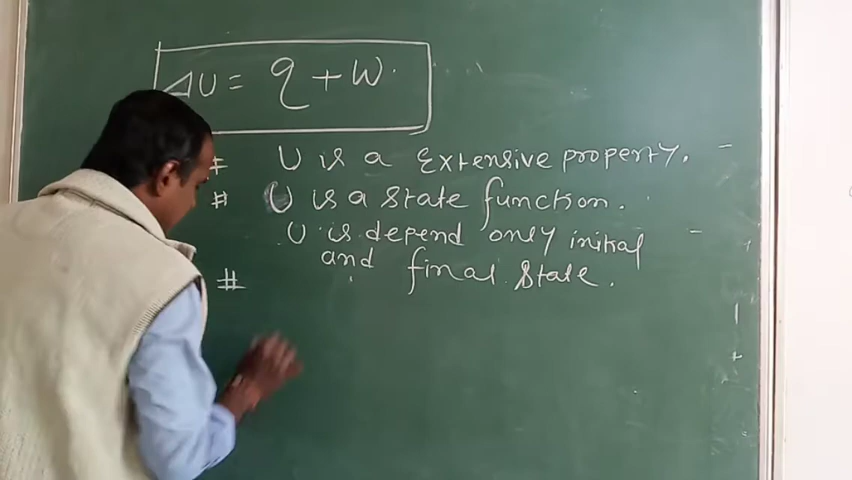 ΔU = q + W.
# U is a extensive property.
# U is a state function.
U is depend only initial
and final state.
#